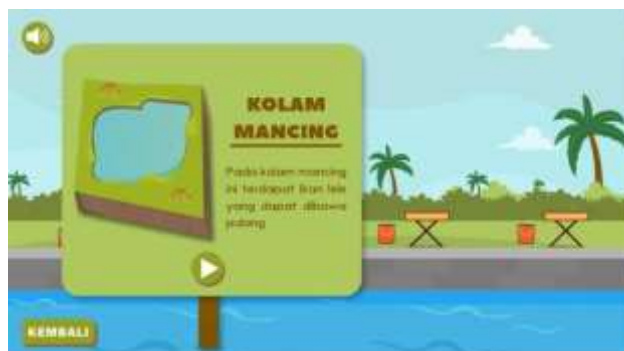 KOLAM
MANCING
Pada kolam mancing
ini terdapat ikan lele
yang dapat dibawa
pulang
KEMBALI